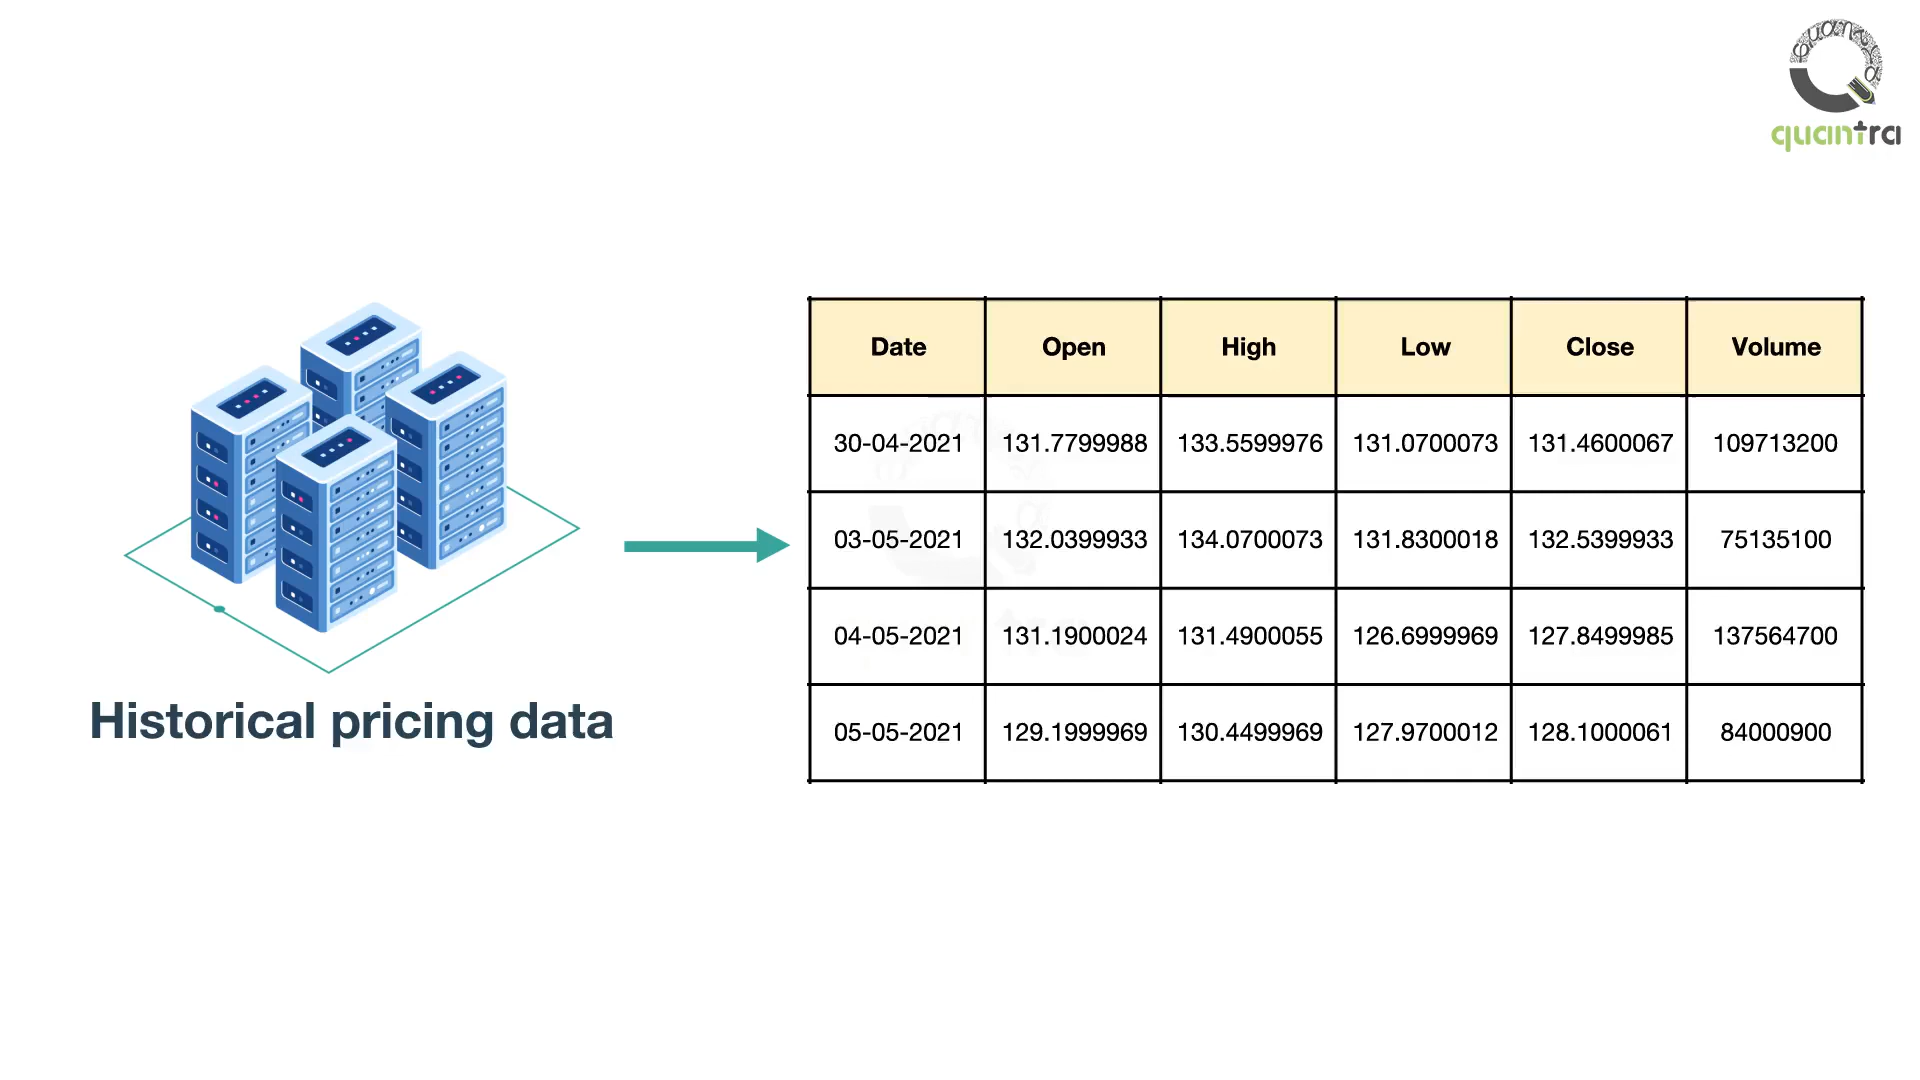 quantra
Date Open High Low Close Volume
30-04-2021 131.7799988 133.5599976 131.0700073 131.4600067 109713200
03-05-2021 132.0399933 134.0700073 131.8300018 132.5399933 75135100
04-05-2021 131.1900024 131.4900055 126.6999969 127.8499985 137564700
05-05-2021 129.1999969 130.4499969 127.9700012 128.1000061 84000900
Historical pricing data